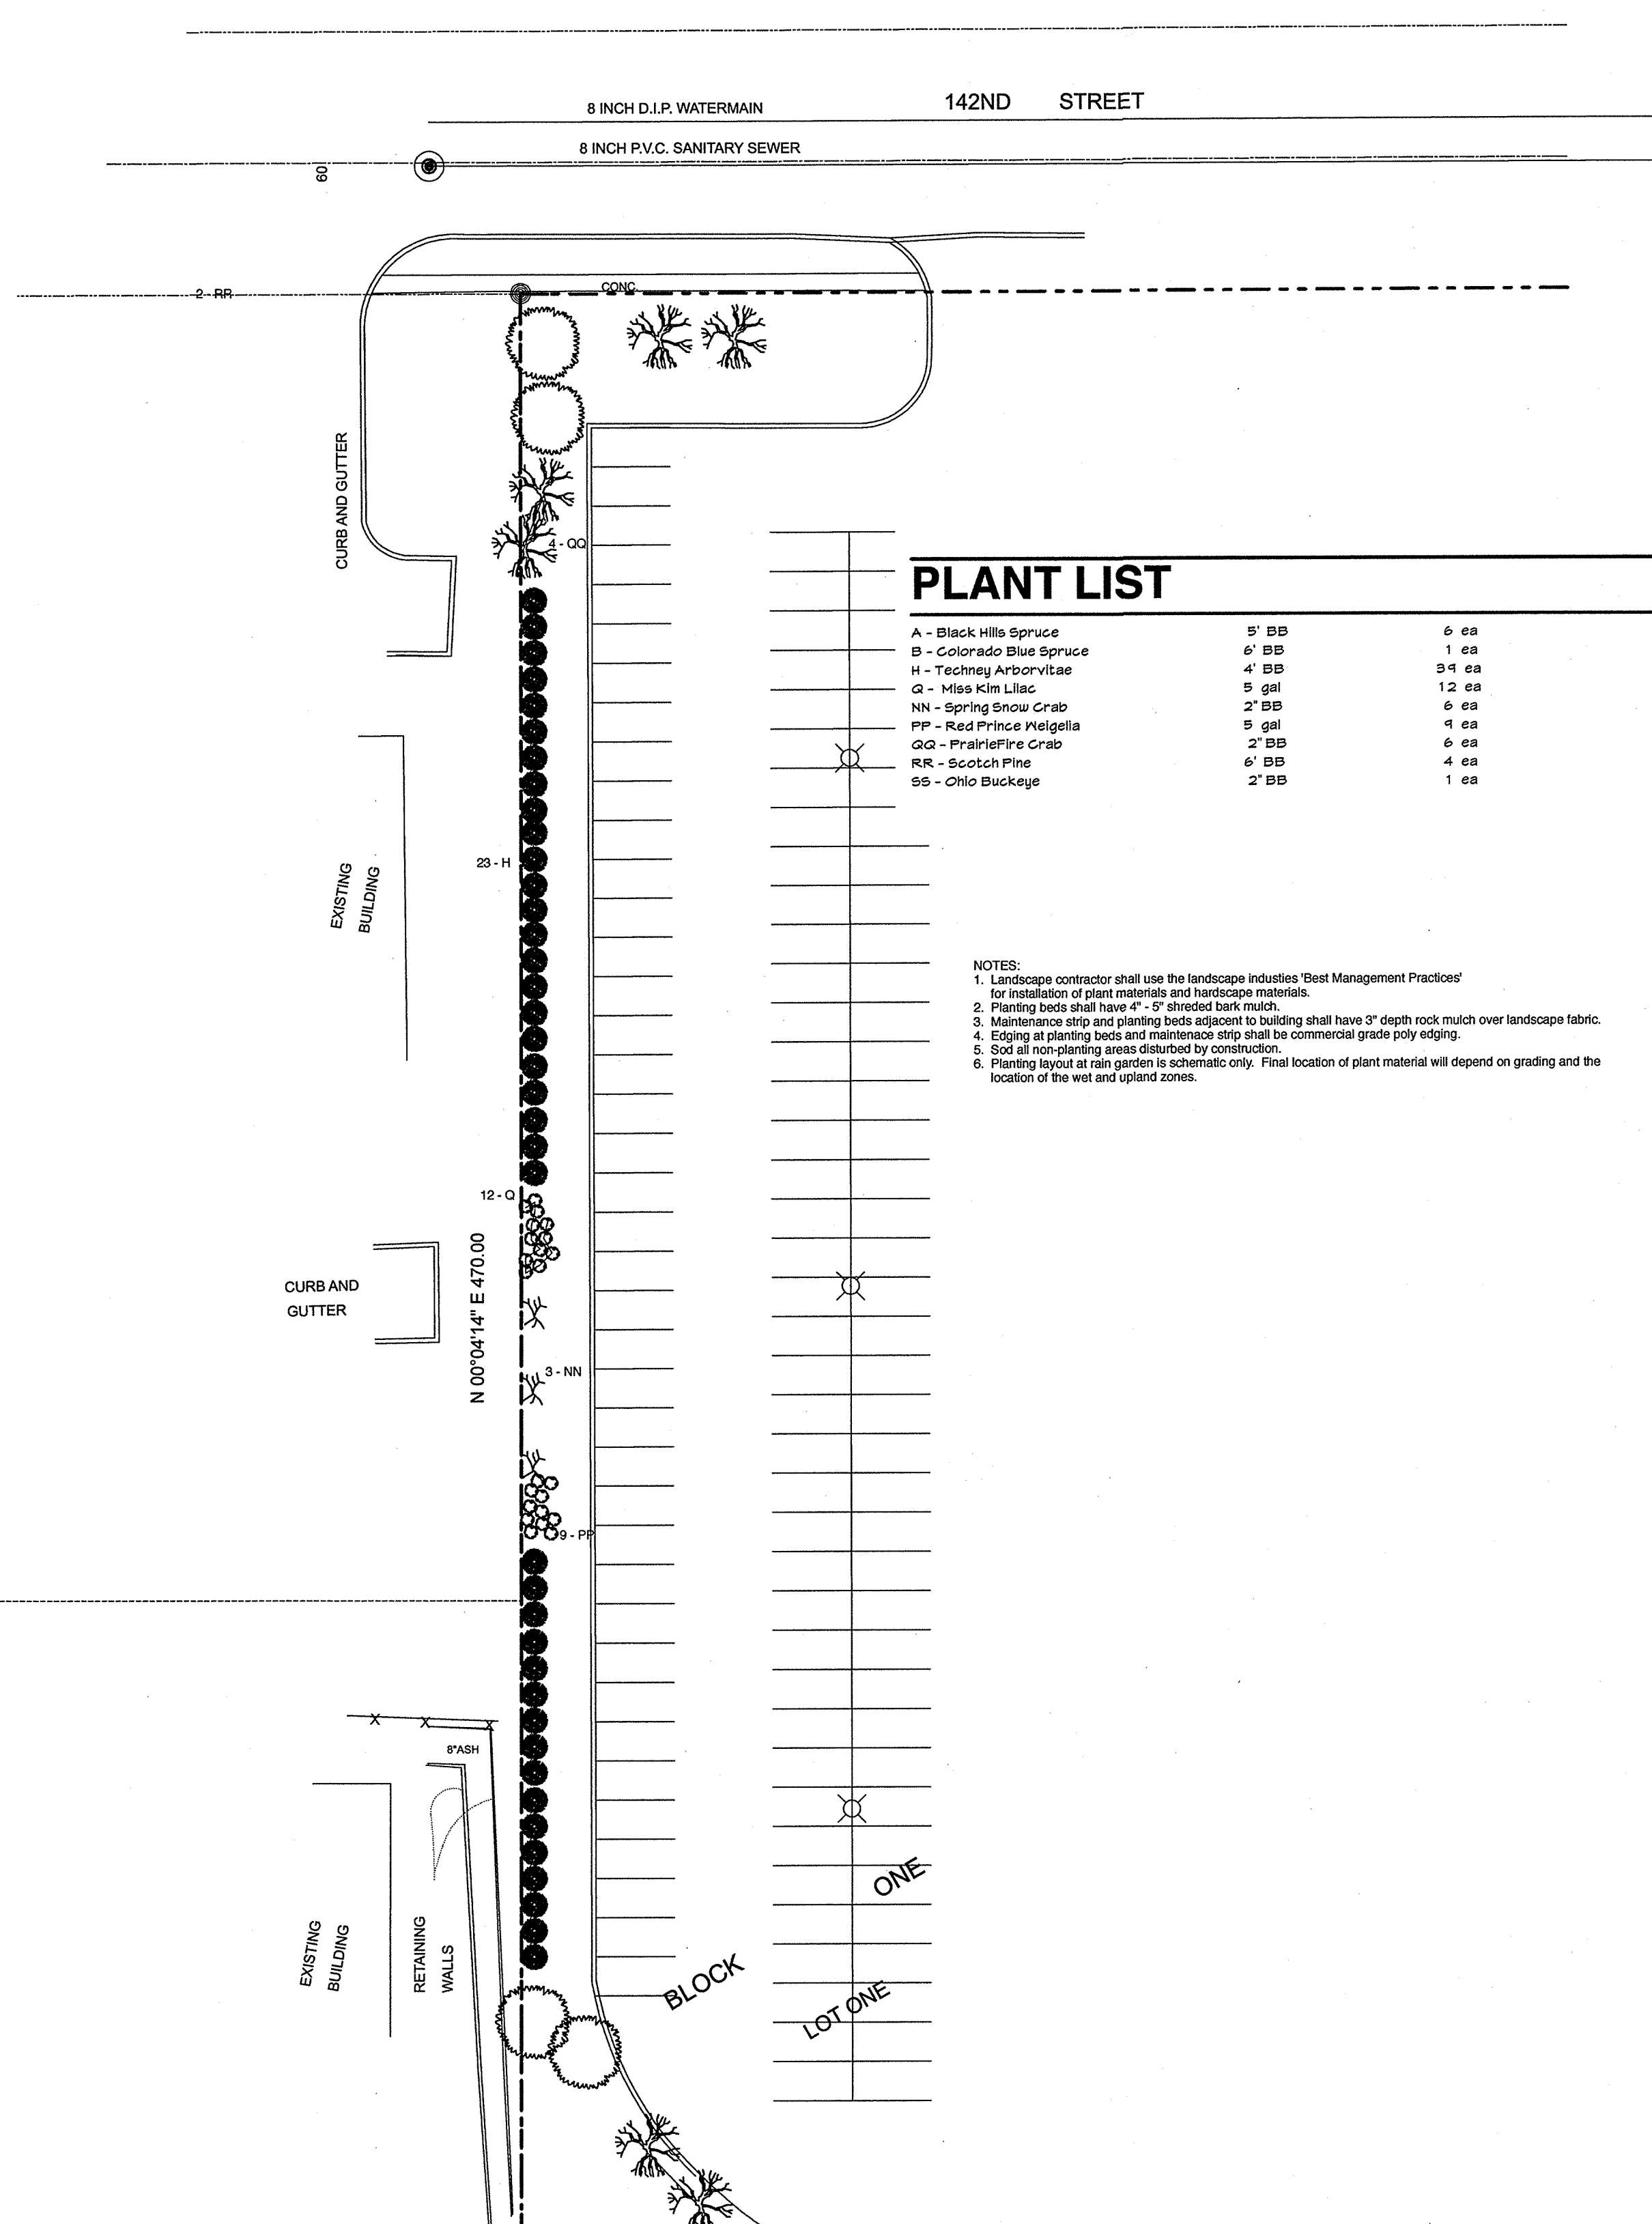 142ND STREET
8 INCH D.I.P. WATERMAIN
8 INCH P.V.C. SANITARY SEWER
60
2 - RR
CONC.
CURB AND GUTTER
4 - QQ
PLANT LIST
A - Black Hills Spruce 5' BB 6 ea
B - Colorado Blue Spruce 6' BB 1 ea
H - Techney Arborvitae 4' BB 39 ea
Q - Miss Kim Lilac 5 gal 12 ea
NN - Spring Snow Crab 2" BB 6 ea
PP - Red Prince Weigelia 5 gal 9 ea
QQ - PrairieFire Crab 2" BB 6 ea
RR - Scotch Pine 6' BB 4 ea
SS - Ohio Buckeye 2" BB 1 ea
23 - H
EXISTING
BUILDING
NOTES:
1. Landscape contractor shall use the landscape industies 'Best Management Practices'
for installation of plant materials and hardscape materials.
2. Planting beds shall have 4" - 5" shreded bark mulch.
3. Maintenance strip and planting beds adjacent to building shall have 3" depth rock mulch over landscape fabric.
4. Edging at planting beds and maintenace strip shall be commercial grade poly edging.
5. Sod all non-planting areas disturbed by construction.
6. Planting layout at rain garden is schematic only. Final location of plant material will depend on grading and the
location of the wet and upland zones.
12 - Q
CURB AND
GUTTER
N 00°04'14" E 470.00
3 - NN
9 - PP
8"ASH
EXISTING
BUILDING
RETAINING
WALLS
BLOCK ONE
LOT ONE